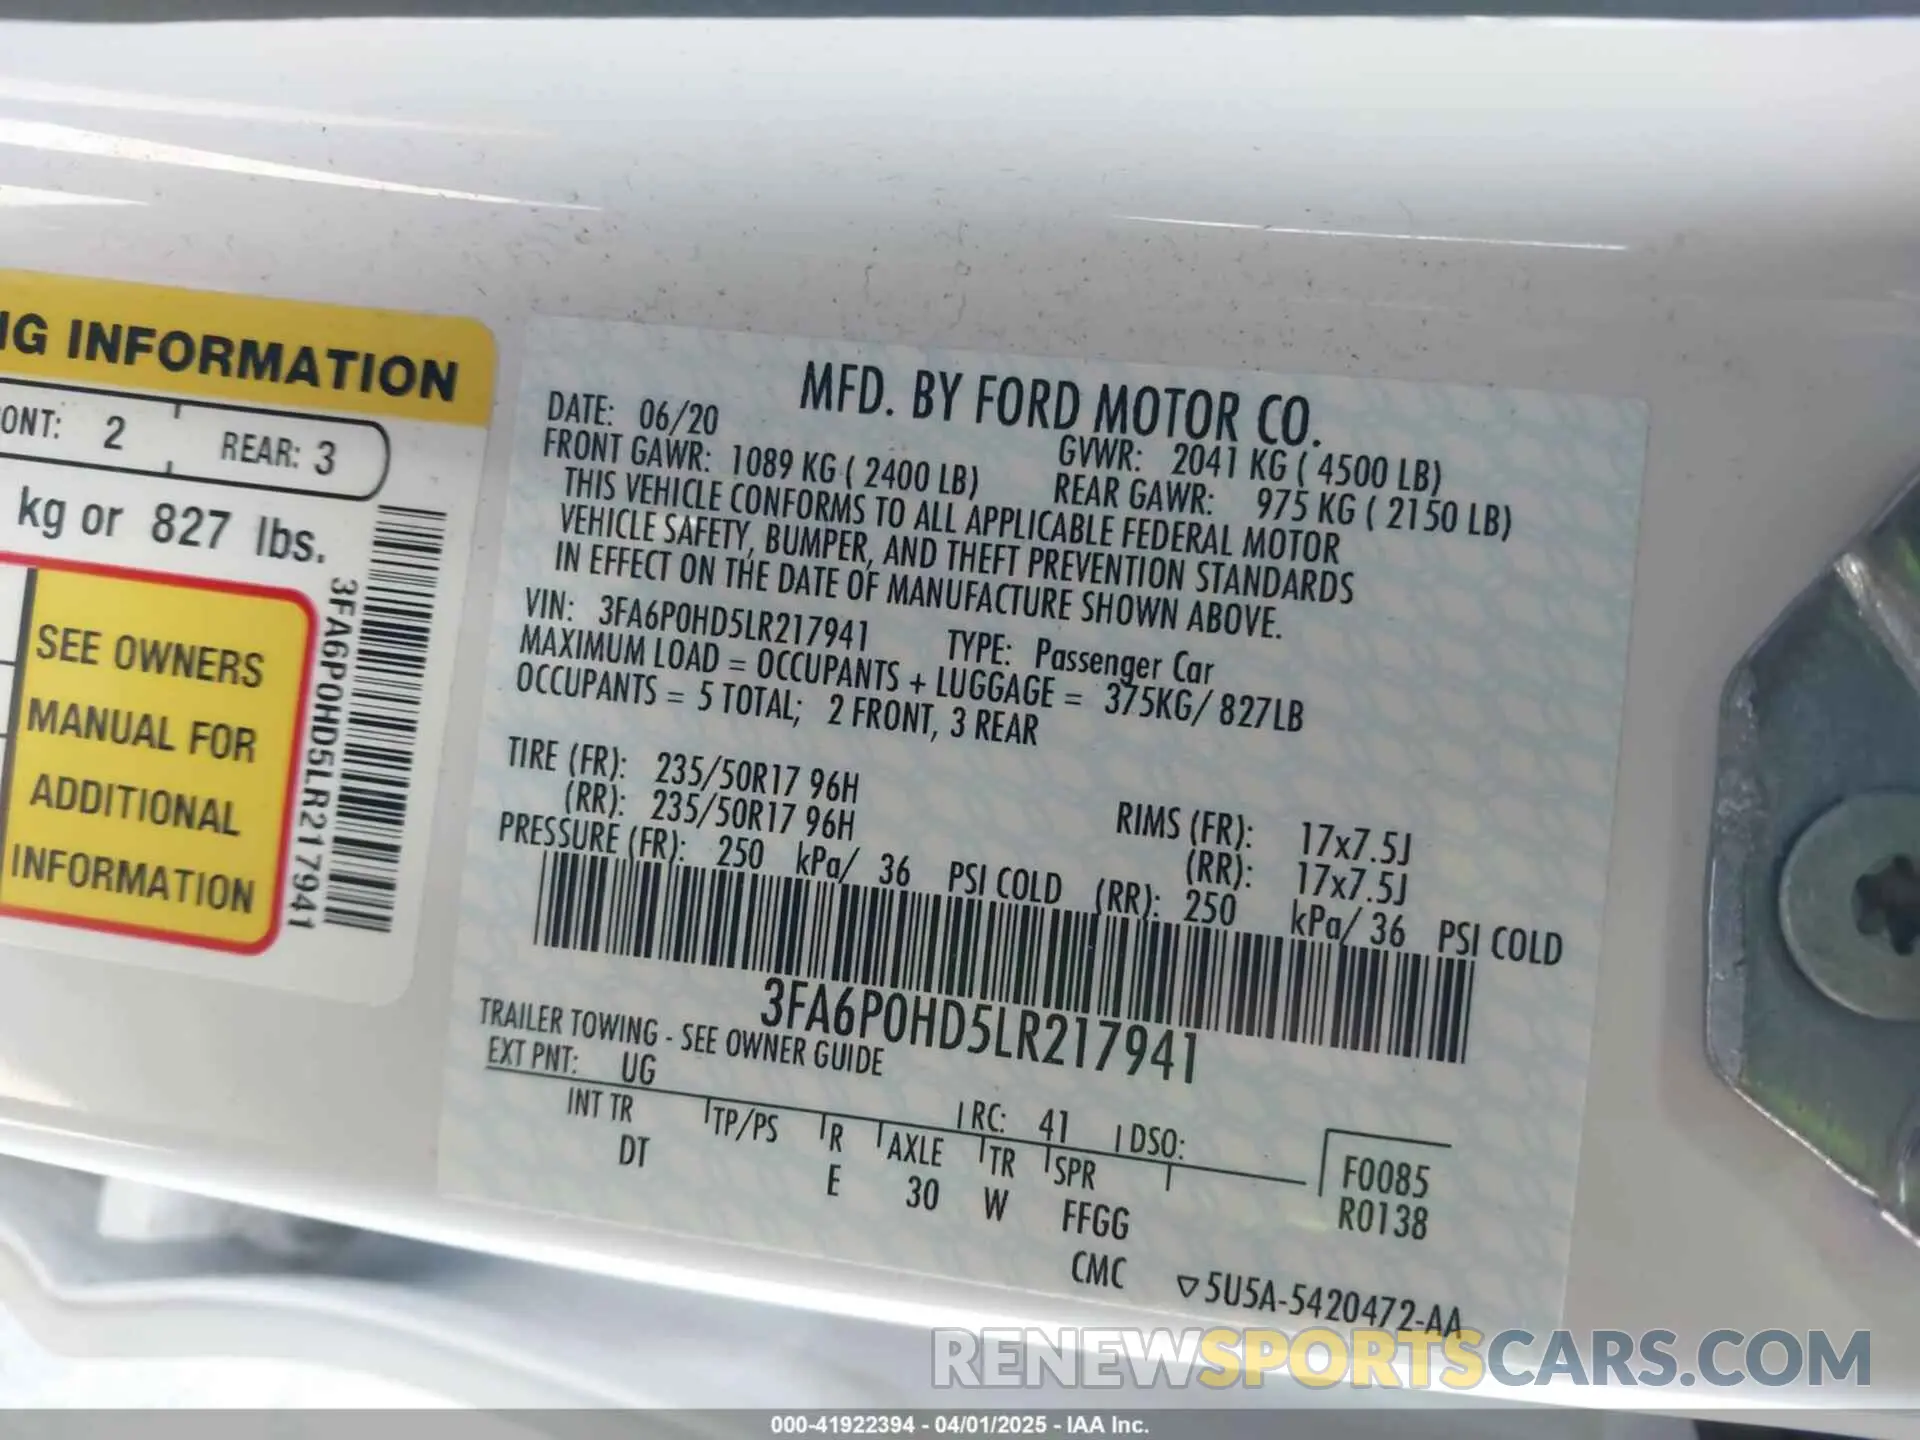 NG INFORMATION
ONT: 2 REAR: 3
kg or 827 lbs.
SEE OWNERS
MANUAL FOR
ADDITIONAL
INFORMATION
3FA6P0HD5LR217941
MFD. BY FORD MOTOR CO.
DATE: 06/20 GVWR: 2041 KG ( 4500 LB)
FRONT GAWR: 1089 KG ( 2400 LB) REAR GAWR: 975 KG ( 2150 LB)
THIS VEHICLE CONFORMS TO ALL APPLICABLE FEDERAL MOTOR
VEHICLE SAFETY, BUMPER, AND THEFT PREVENTION STANDARDS
IN EFFECT ON THE DATE OF MANUFACTURE SHOWN ABOVE.
VIN: 3FA6P0HD5LR217941 TYPE: Passenger Car
MAXIMUM LOAD = OCCUPANTS + LUGGAGE = 375KG/ 827LB
OCCUPANTS = 5 TOTAL; 2 FRONT, 3 REAR
TIRE (FR): 235/50R17 96H RIMS (FR): 17x7.5J
(RR): 235/50R17 96H (RR): 17x7.5J
PRESSURE (FR): 250 kPa/ 36 PSI COLD (RR): 250 kPa/ 36 PSI COLD
3FA6P0HD5LR217941
TRAILER TOWING - SEE OWNER GUIDE
EXT PNT: UG RC: 41 DSO:
INT TR TP/PS R AXLE TR SPR F0085
DT E 30 W FFGG R0138
CMC ▽5U5A-5420472-AA
RENEWSPORTSCARS.COM
000-41922394 - 04/01/2025 - IAA Inc.